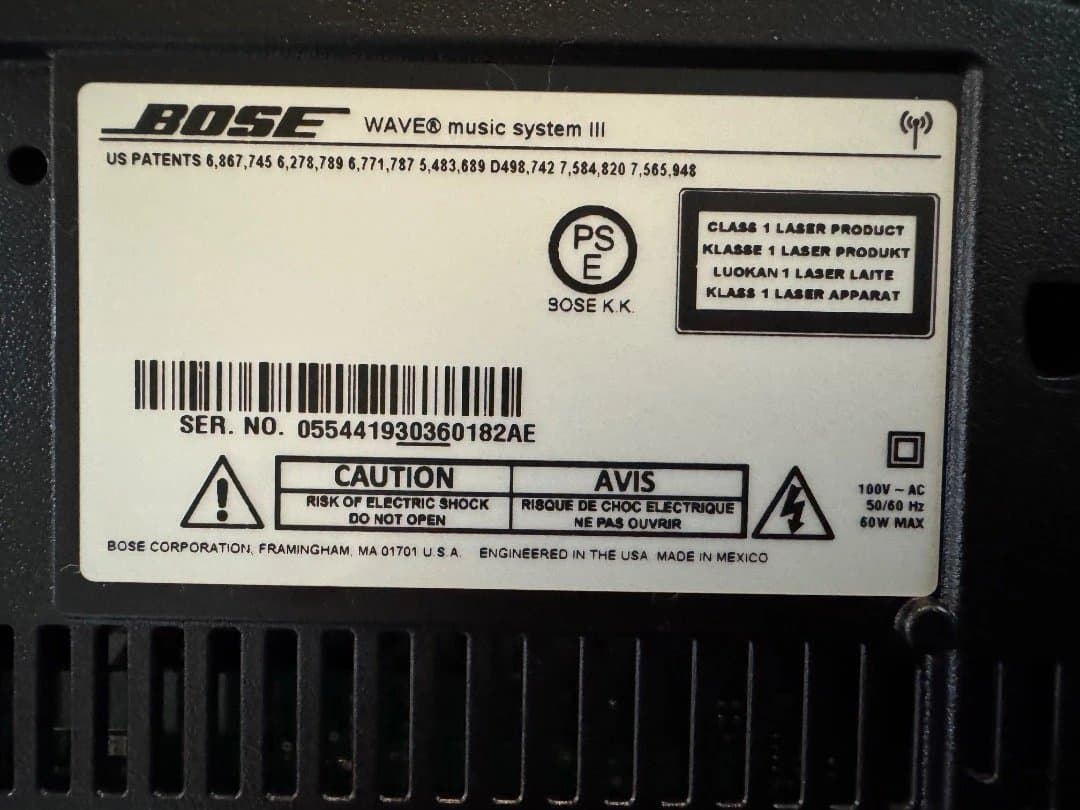 BOSE WAVE® music system III
US PATENTS 6,867,745 6,278,789 6,771,787 5,483,689 D498,742 7,584,820 7,565,948
PS
E
BOSE K.K.
CLASS 1 LASER PRODUCT
KLASSE 1 LASER PRODUKT
LUOKAN 1 LASER LAITE
KLASS 1 LASER APPARAT
SER. NO. 055441930360182AE
CAUTION
RISK OF ELECTRIC SHOCK
DO NOT OPEN
AVIS
RISQUE DE CHOC ELECTRIQUE
NE PAS OUVRIR
100V ~ AC
50/60 Hz
60W MAX
BOSE CORPORATION, FRAMINGHAM, MA 01701 U.S.A. ENGINEERED IN THE USA MADE IN MEXICO